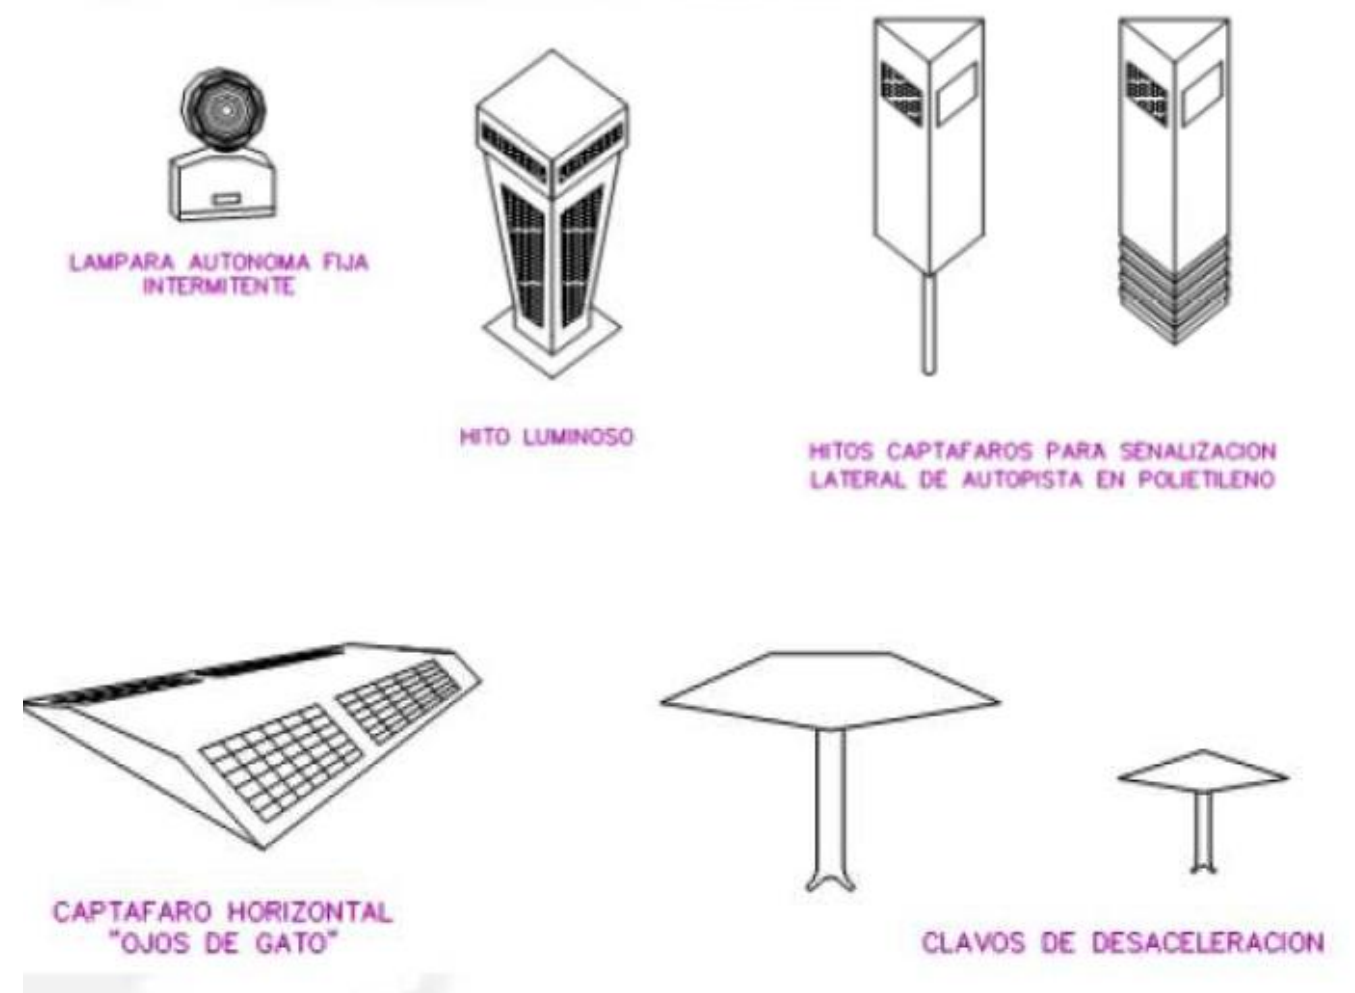 LAMPARA AUTONOMA FIJA
INTERMITENTE
HITO LUMINOSO
HITOS CAPTAFAROS PARA SENALIZACION
LATERAL DE AUTOPISTA EN POLIETILENO
CAPTAFARO HORIZONTAL
"OJOS DE GATO"
CLAVOS DE DESACELERACION